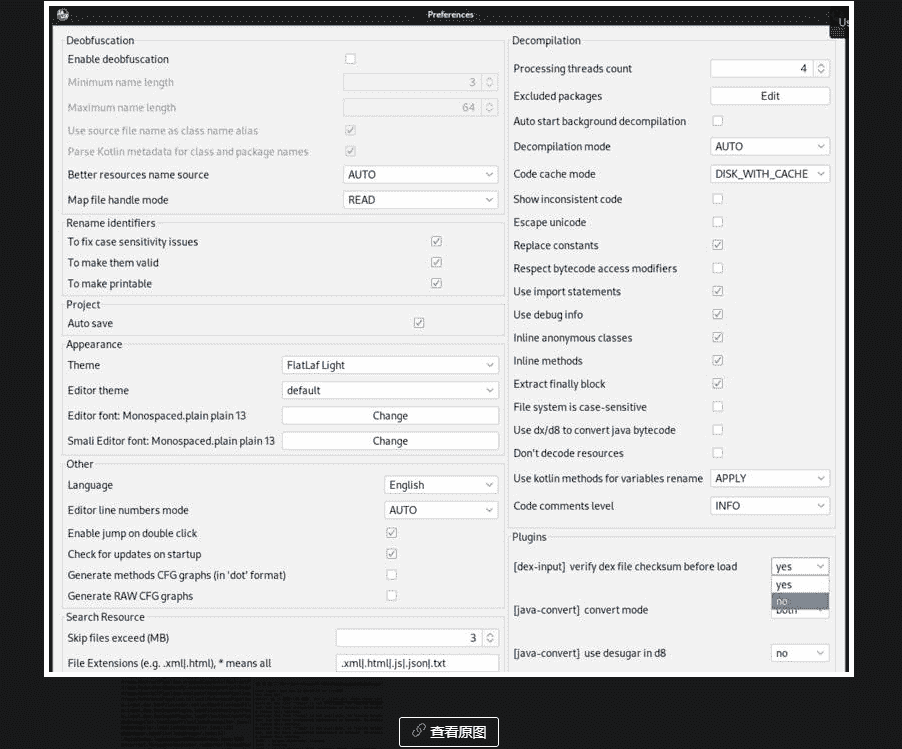 Preferences
Us
Deobfuscation
Enable deobfuscation
Minimum name length 3
Maximum name length 64
Use source file name as class name alias
Parse Kotlin metadata for class and package names
Better resources name source AUTO
Map file handle mode READ
Rename identifiers
To fix case sensitivity issues
To make them valid
To make printable
Project
Auto save
Appearance
Theme FlatLaf Light
Editor theme default
Editor font: Monospaced.plain plain 13 Change
Smali Editor font: Monospaced.plain plain 13 Change
Other
Language English
Editor line numbers mode AUTO
Enable jump on double click
Check for updates on startup
Generate methods CFG graphs (in 'dot' format)
Generate RAW CFG graphs
Search Resource
Skip files exceed (MB) 3
File Extensions (e.g. .xml|.html), * means all .xml|.html|.js|.json|.txt
Decompilation
Processing threads count 4
Excluded packages Edit
Auto start background decompilation
Decompilation mode AUTO
Code cache mode DISK_WITH_CACHE
Show inconsistent code
Escape unicode
Replace constants
Respect bytecode access modifiers
Use import statements
Use debug info
Inline anonymous classes
Inline methods
Extract finally block
File system is case-sensitive
Use dx/d8 to convert java bytecode
Don't decode resources
Use kotlin methods for variables rename APPLY
Code comments level INFO
Plugins
[dex-input] verify dex file checksum before load yes
yes
no
[java-convert] convert mode both
[java-convert] use desugar in d8 no
查看原图